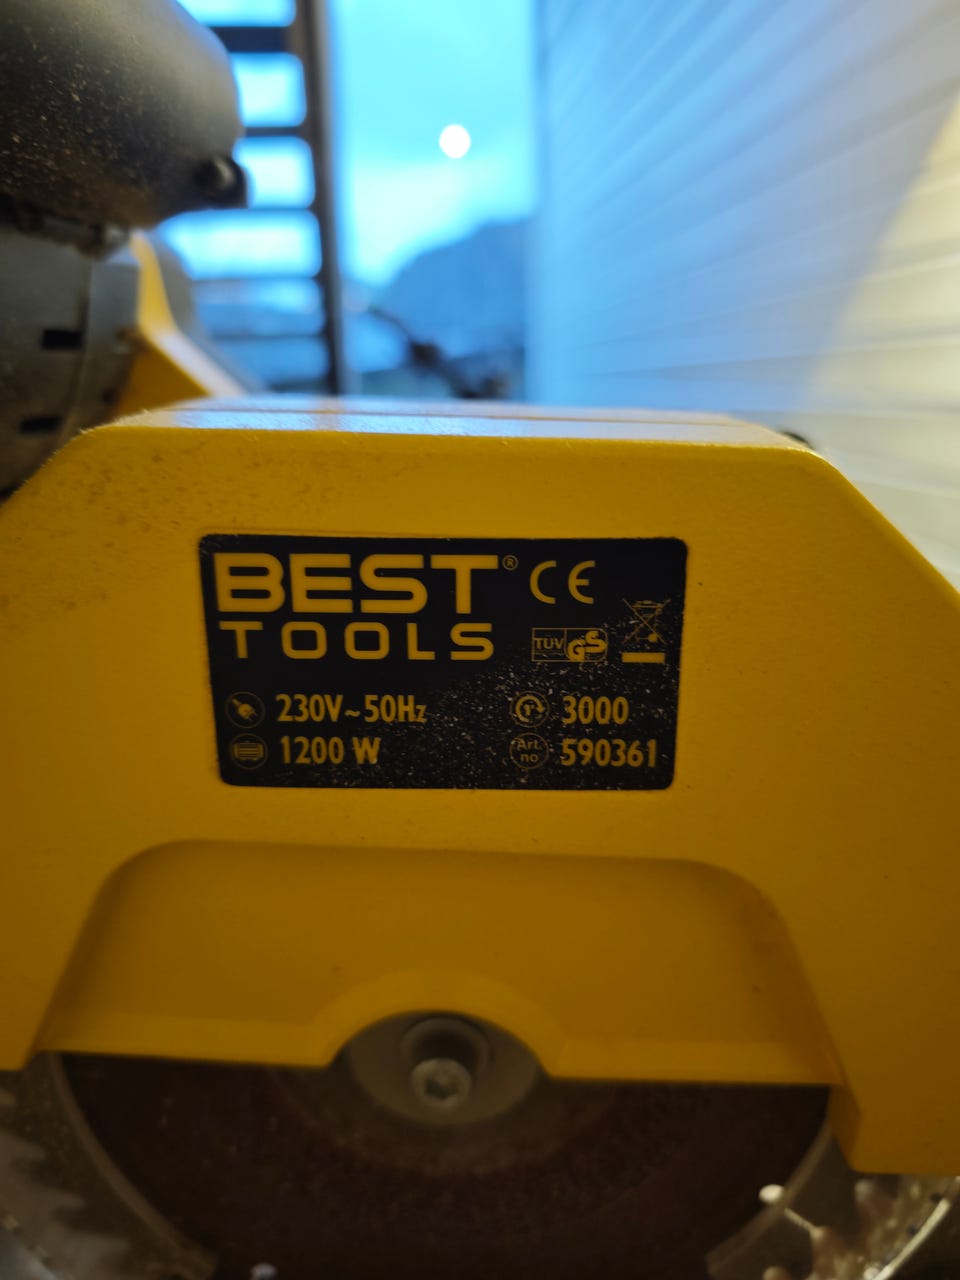 BEST® CE
TOOLS
TÜV GS
230V~50Hz
3000
1200 W
Art. no 590361